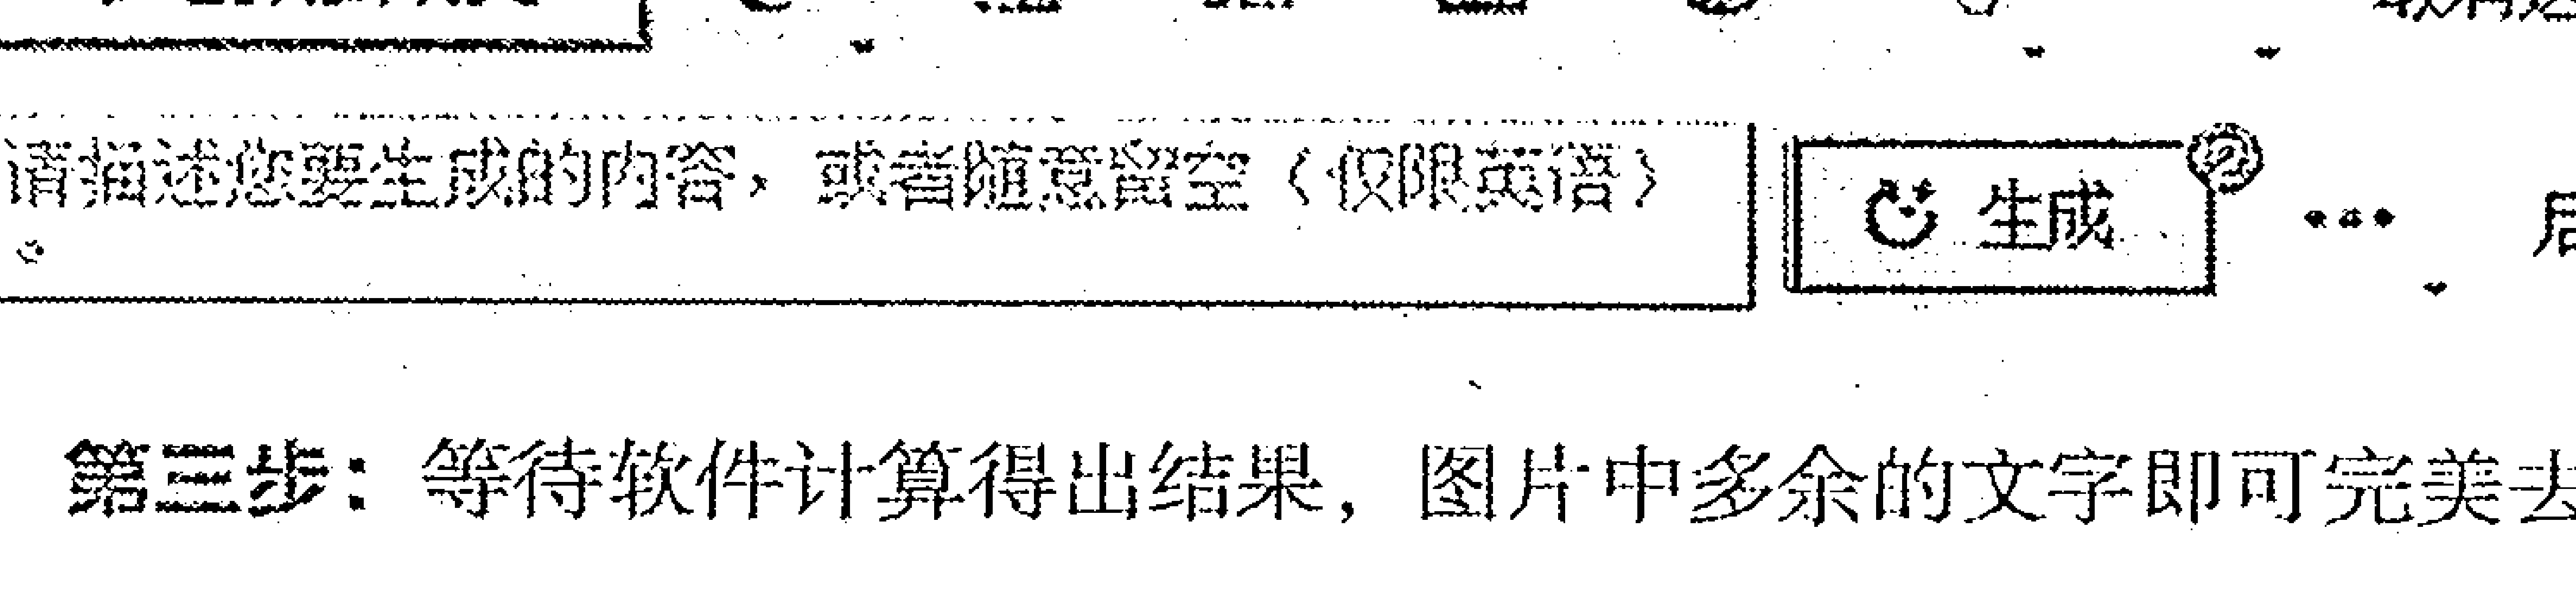 请描述您要生成的内容，或者随意留空（仅限英语）
。
生成 ...
第三步：等待软件计算得出结果，图片中多余的文字即可完美去